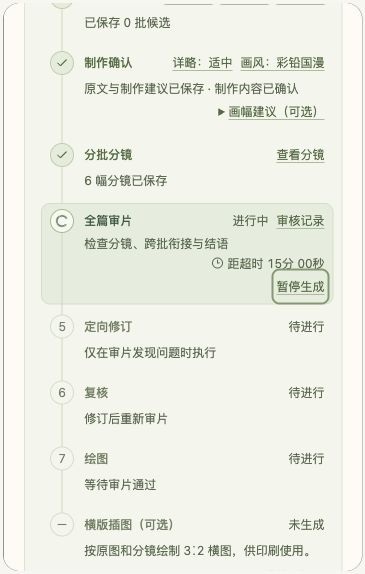 已保存 0 批候选
制作确认 详略：适中 画风：彩铅国漫
原文与制作建议已保存 · 制作内容已确认
▶ 画幅建议（可选）
分批分镜 查看分镜
6 幅分镜已保存
全篇审片 进行中 审核记录
检查分镜、跨批衔接与结语
距超时 15分 00秒
暂停生成
5 定向修订 待进行
仅在审片发现问题时执行
6 复核 待进行
修订后重新审片
7 绘图 待进行
等待审片通过
横版插图（可选） 未生成
按原图和分镜绘制 3:2 横图，供印刷使用。